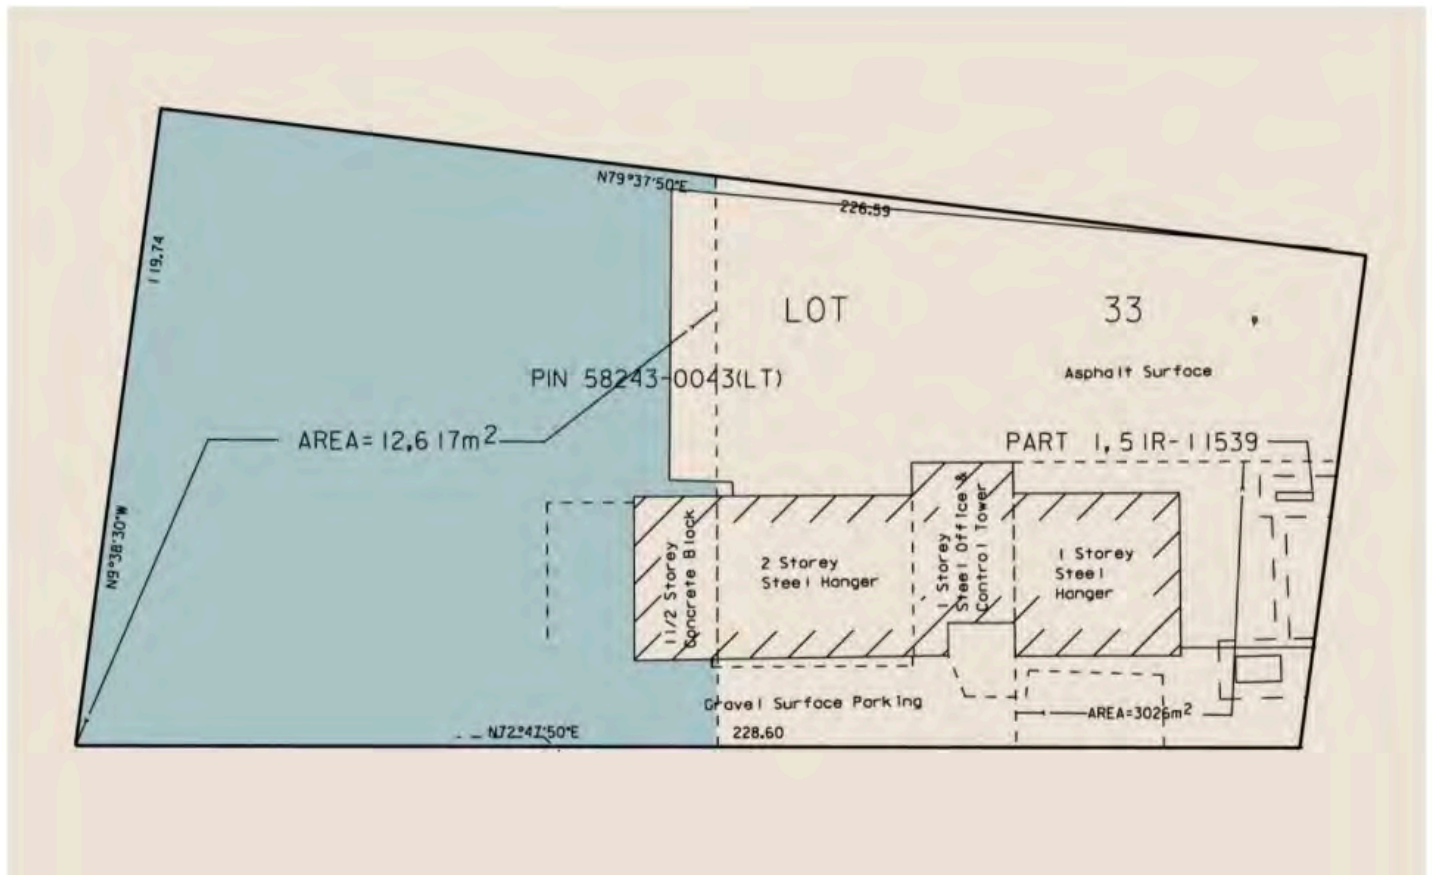 N79°37'50"E
226.59
119.74
LOT 33
Asphalt Surface
PIN 58243-0043(LT)
AREA=12,617m2
PART 1, 51R-11539
N9°38'30"W
1 1/2 Storey
Concrete Block
2 Storey
Steel Hanger
1 Storey
Steel Office &
Control Tower
1 Storey
Steel
Hanger
Gravel Surface Parking
AREA=3026m2
N72°47'50"E
228.60